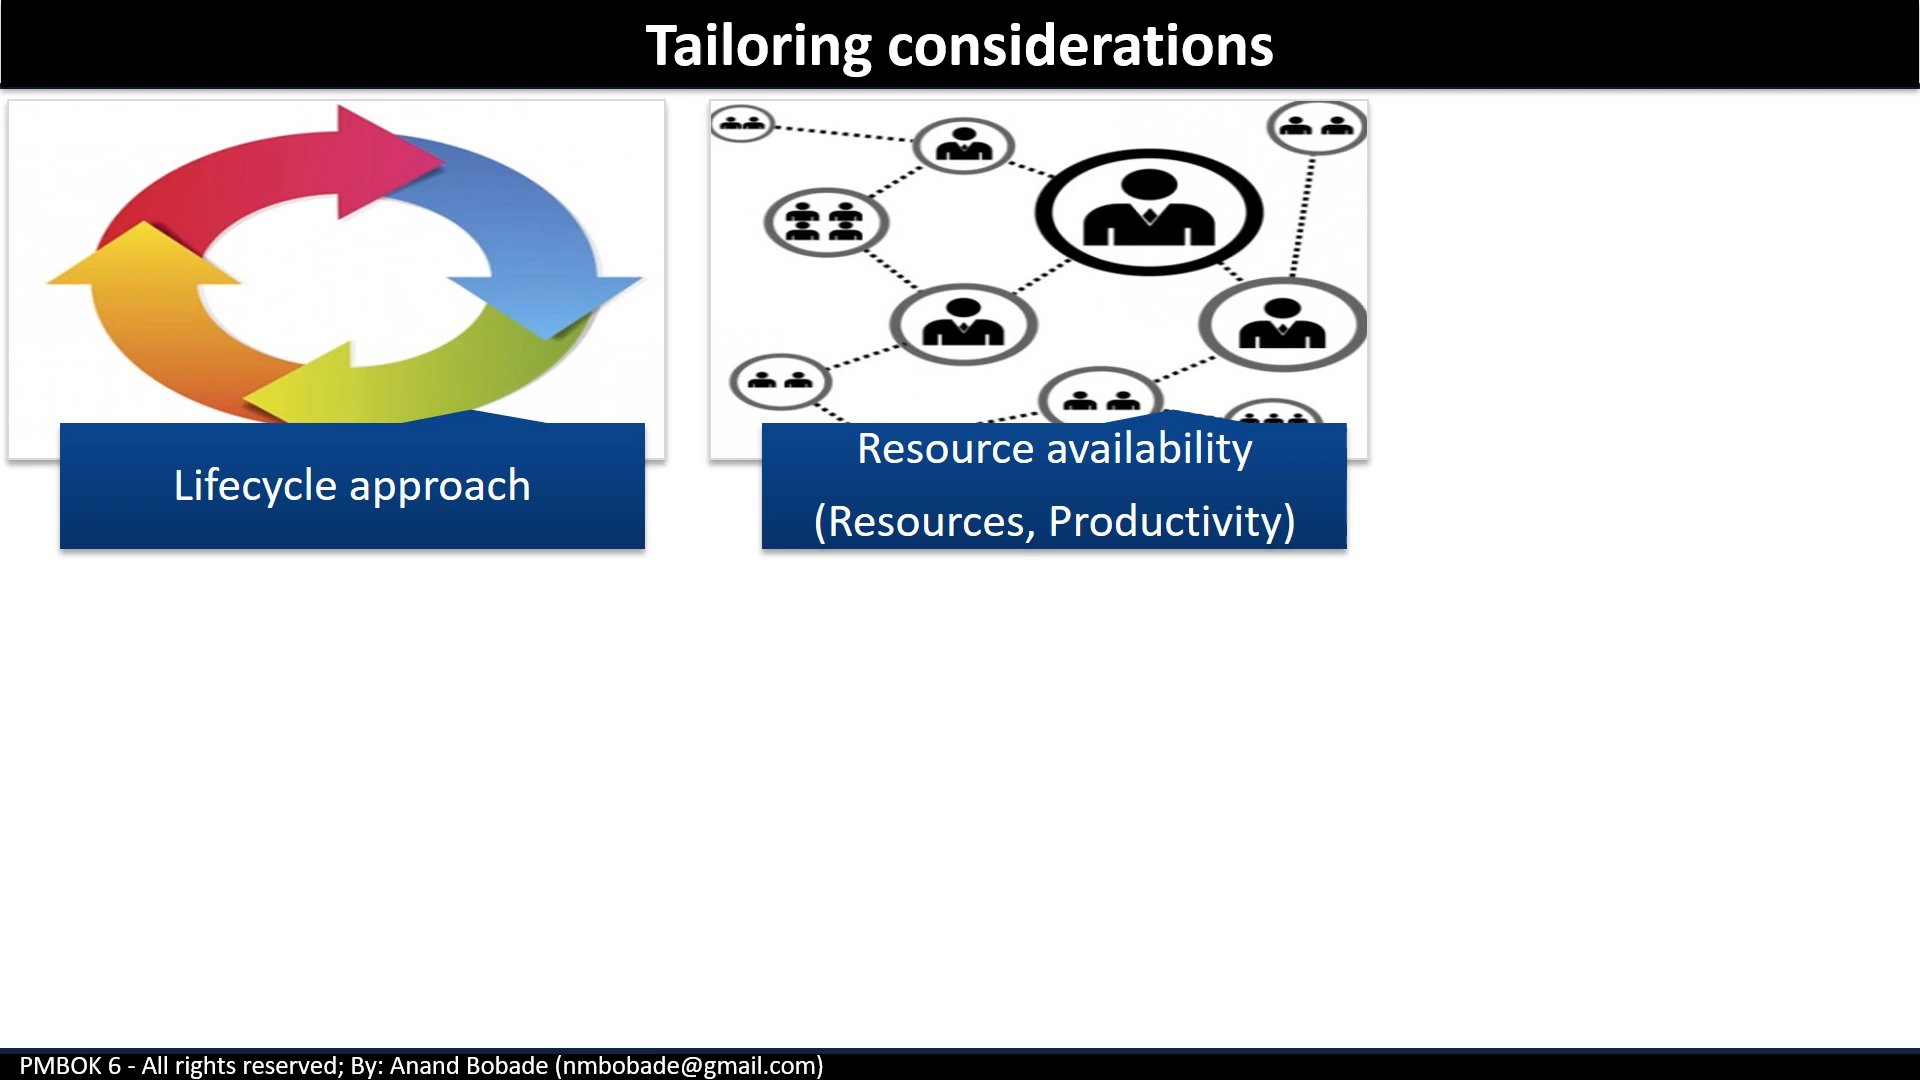 Tailoring considerations
Lifecycle approach
Resource availability
(Resources, Productivity)
PMBOK 6 - All rights reserved; By: Anand Bobade (nmbobade@gmail.com)